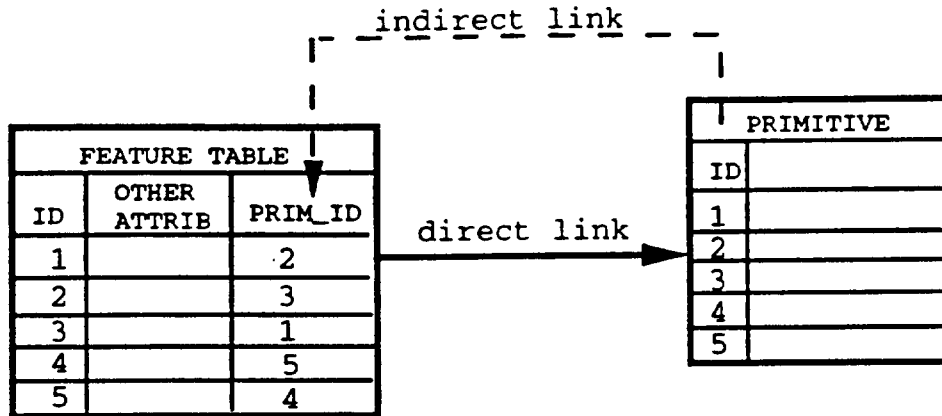 indirect link
FEATURE TABLE
ID OTHER ATTRIB PRIM_ID
1 2
2 3
3 1
4 5
5 4
direct link
PRIMITIVE
ID
1
2
3
4
5